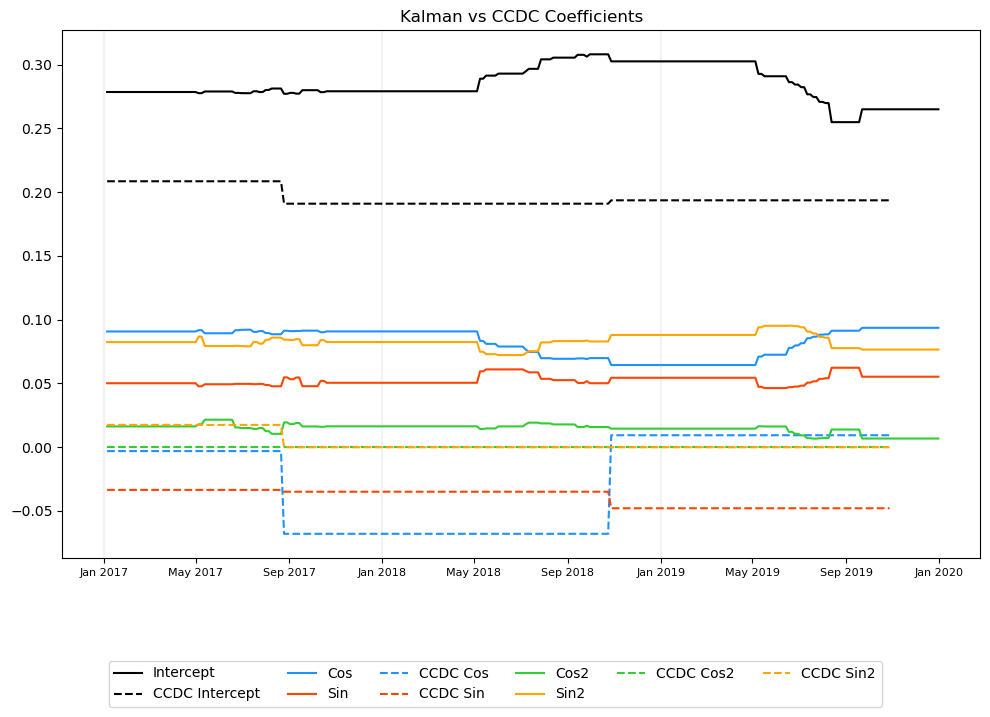 Kalman vs CCDC Coefficients
0.30
0.25
0.20
0.15
0.10
0.05
0.00
−0.05
Jan 2017 May 2017 Sep 2017 Jan 2018 May 2018 Sep 2018 Jan 2019 May 2019 Sep 2019 Jan 2020
Intercept Cos CCDC Cos Cos2 CCDC Cos2 CCDC Sin2
CCDC Intercept Sin CCDC Sin Sin2